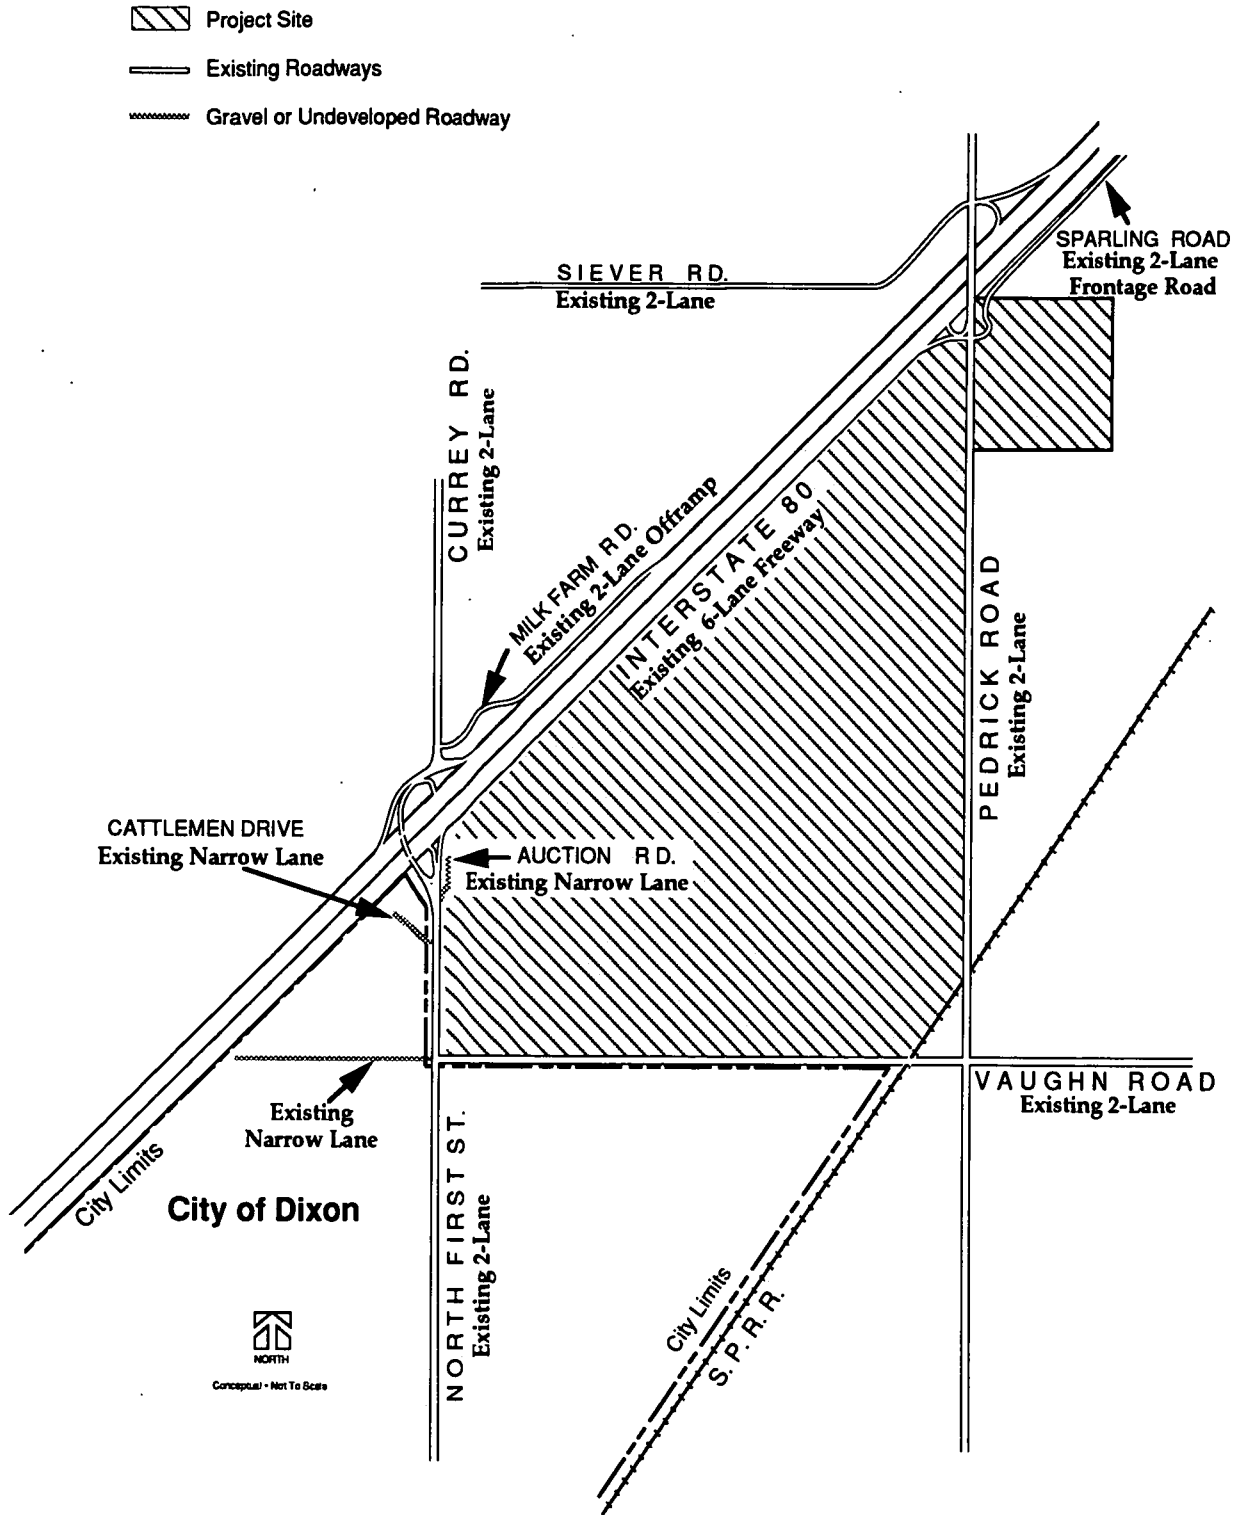 Project Site
Existing Roadways
Gravel or Undeveloped Roadway
SPARLING ROAD
Existing 2-Lane
Frontage Road
SIEVER RD.
Existing 2-Lane
CURREY RD.
Existing 2-Lane
MILK FARM RD.
Existing 2-Lane Offramp
INTERSTATE 80
Existing 6-Lane Freeway
PEDRICK ROAD
Existing 2-Lane
CATTLEMEN DRIVE
Existing Narrow Lane
AUCTION RD.
Existing Narrow Lane
VAUGHN ROAD
Existing 2-Lane
Existing
Narrow Lane
City Limits
City of Dixon
NORTH FIRST ST.
Existing 2-Lane
City Limits
S. P. R. R.
NORTH
Conceptual - Not To Scale